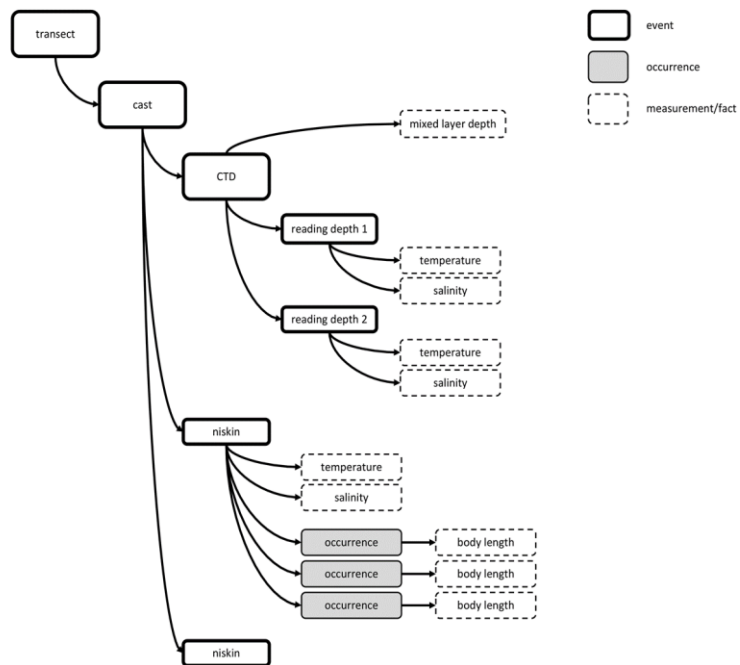 transect
event
cast
occurrence
measurement/fact
mixed layer depth
CTD
reading depth 1
temperature
salinity
reading depth 2
temperature
salinity
niskin
temperature
salinity
occurrence
body length
occurrence
body length
occurrence
body length
niskin